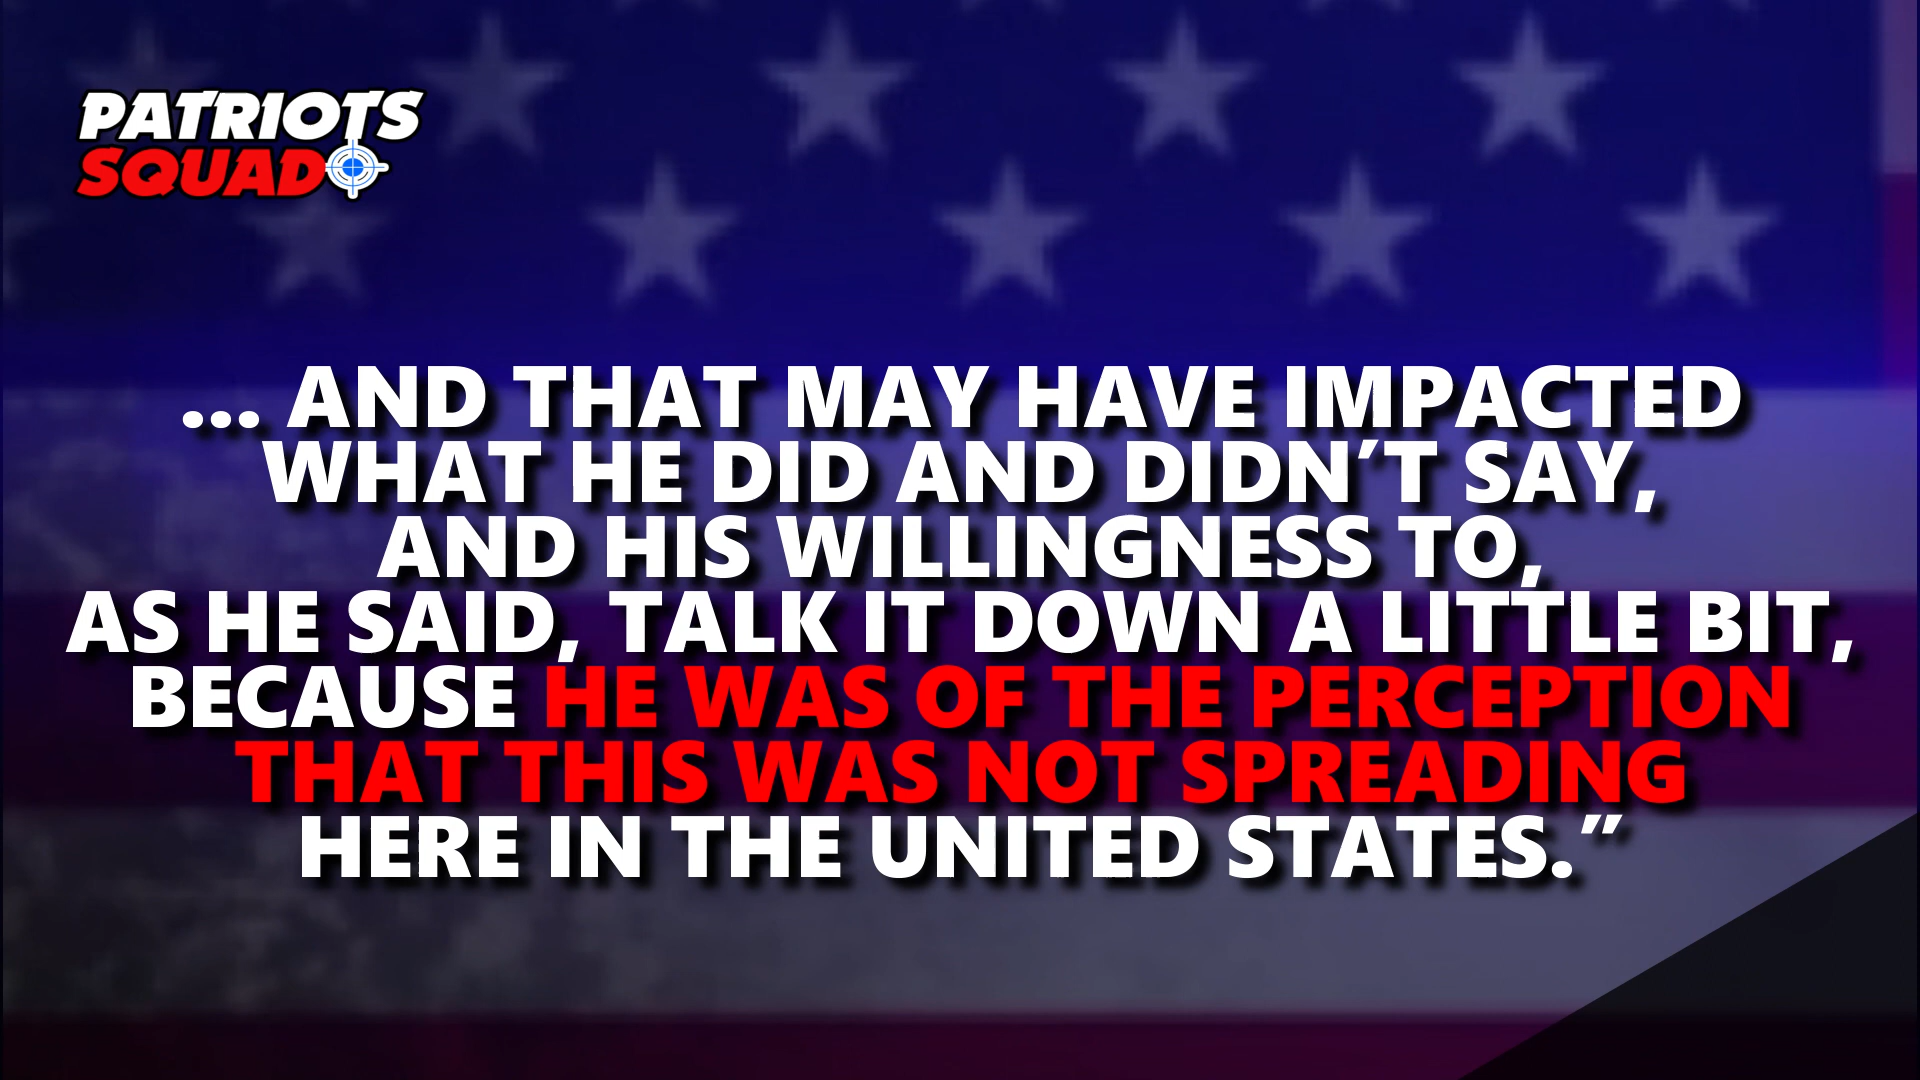 PATRIOTS
SQUAD
... AND THAT MAY HAVE IMPACTED
WHAT HE DID AND DIDN'T SAY,
AND HIS WILLINGNESS TO,
AS HE SAID, TALK IT DOWN A LITTLE BIT,
BECAUSE HE WAS OF THE PERCEPTION
THAT THIS WAS NOT SPREADING
HERE IN THE UNITED STATES.”